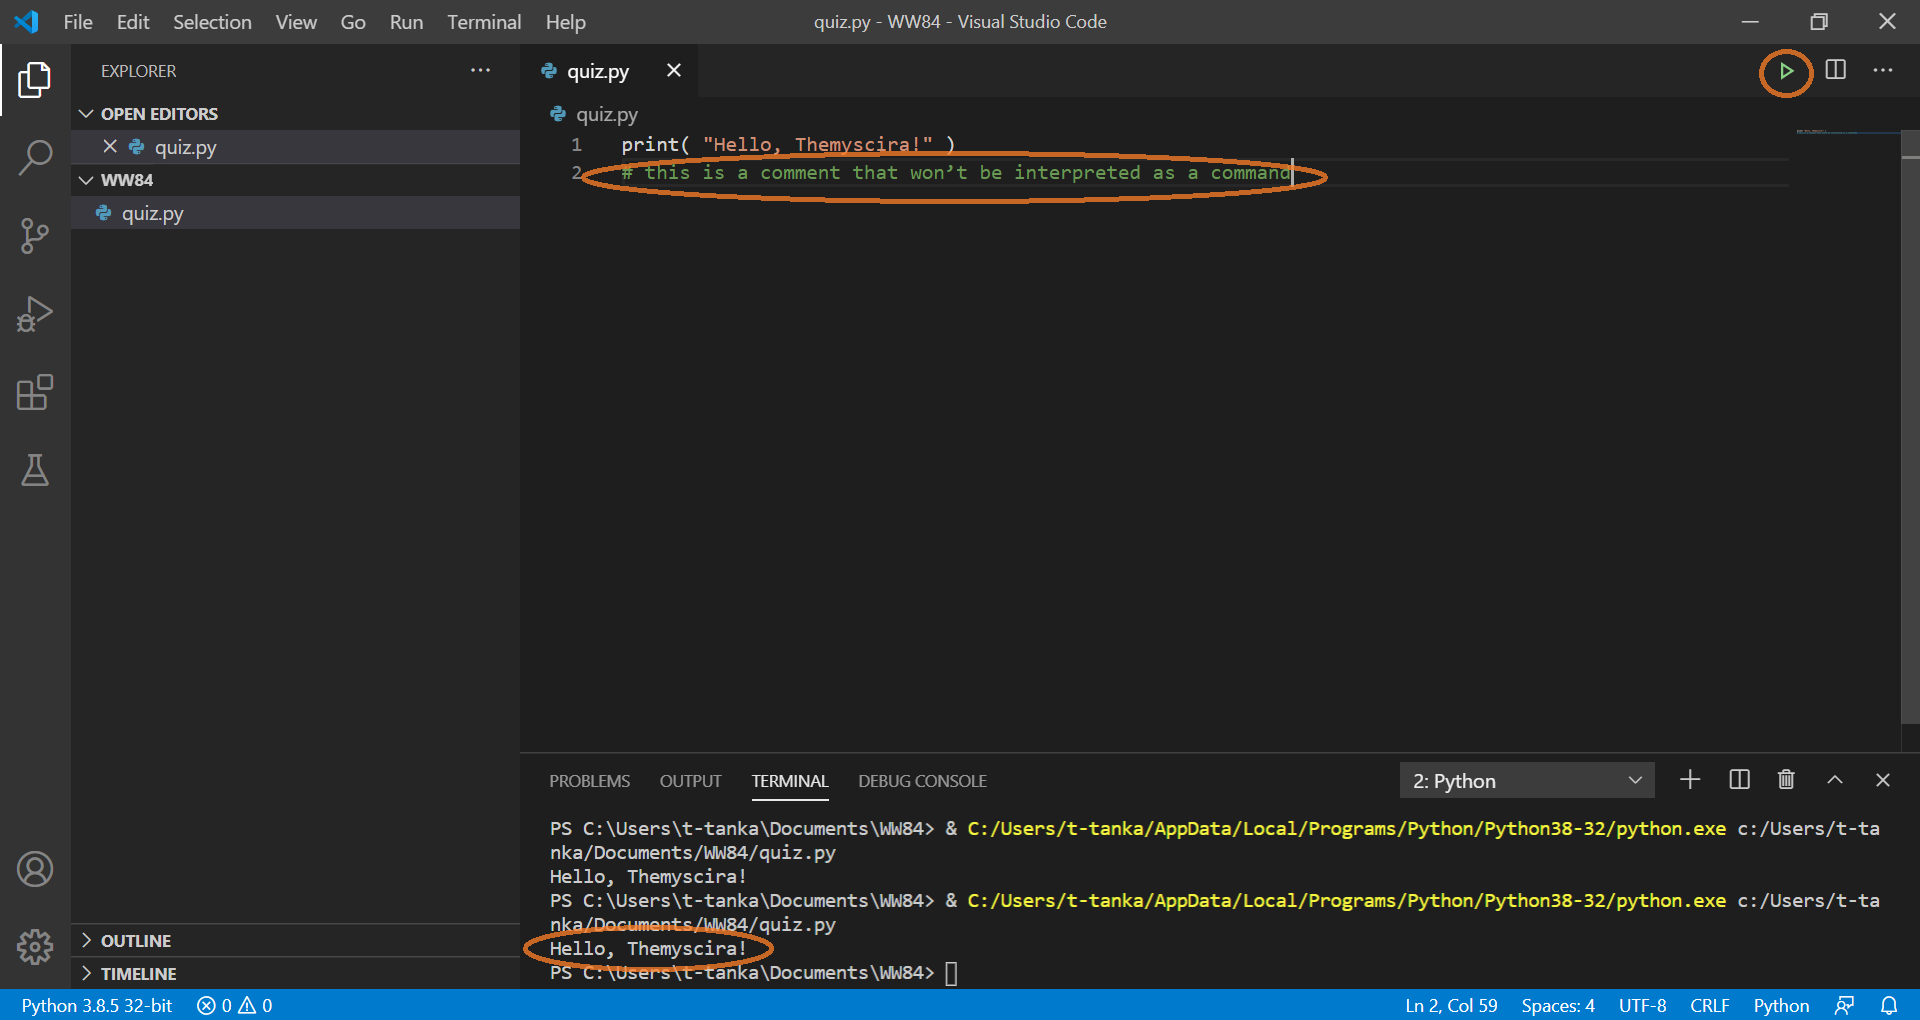 File Edit Selection View Go Run Terminal Help
quiz.py - WW84 - Visual Studio Code
EXPLORER
OPEN EDITORS
quiz.py
WW84
quiz.py
OUTLINE
TIMELINE
quiz.py
quiz.py
1 print( "Hello, Themyscira!" )
2 # this is a comment that won’t be interpreted as a command
PROBLEMS OUTPUT TERMINAL DEBUG CONSOLE
2: Python
PS C:\Users\t-tanka\Documents\WW84> & C:/Users/t-tanka/AppData/Local/Programs/Python/Python38-32/python.exe c:/Users/t-ta
nka/Documents/WW84/quiz.py
Hello, Themyscira!
PS C:\Users\t-tanka\Documents\WW84> & C:/Users/t-tanka/AppData/Local/Programs/Python/Python38-32/python.exe c:/Users/t-ta
nka/Documents/WW84/quiz.py
Hello, Themyscira!
PS C:\Users\t-tanka\Documents\WW84>
Python 3.8.5 32-bit 0 0
Ln 2, Col 59 Spaces: 4 UTF-8 CRLF Python